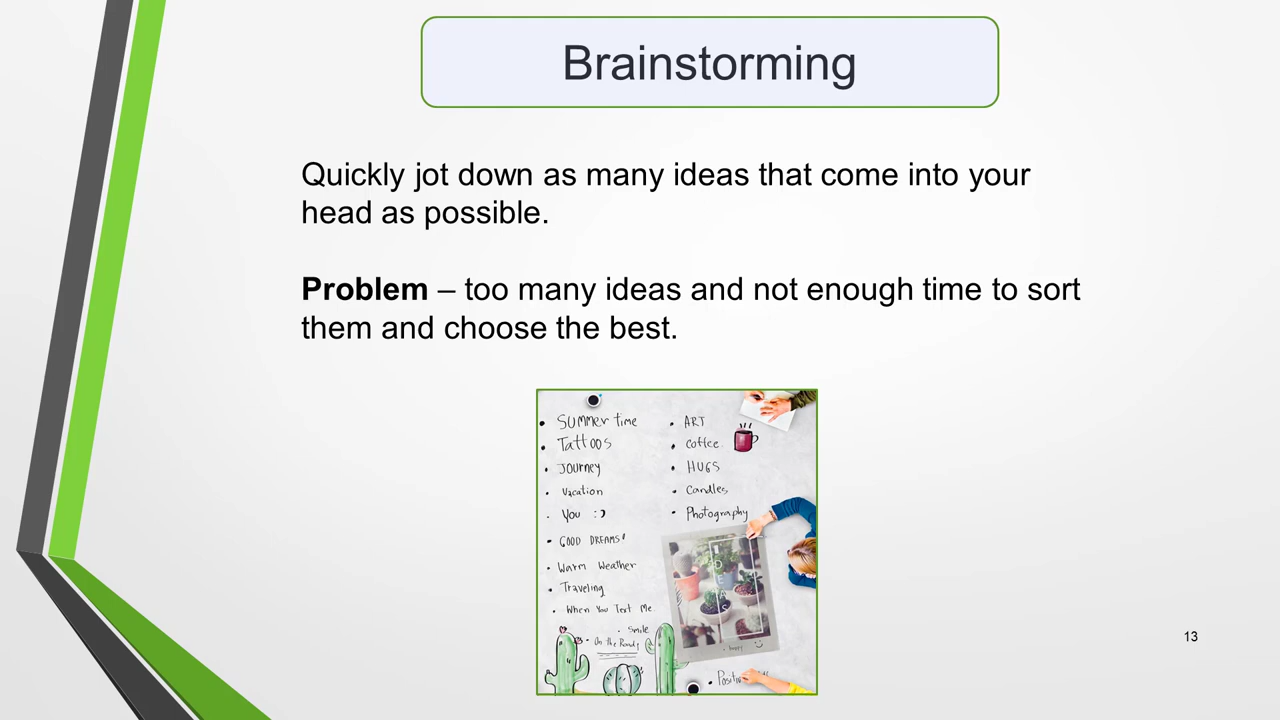 Brainstorming
Quickly jot down as many ideas that come into your
head as possible.
Problem – too many ideas and not enough time to sort
them and choose the best.
• Summer time
• Tattoos
• Journey
• Vacation
• You :)
• GOOD DREAMS!
• Warm Weather
• Traveling
• When You Text Me
• Smile
• On the
• ART
• Coffee
• HUGS
• Candles
• Photography
IDEAS
• happy
13